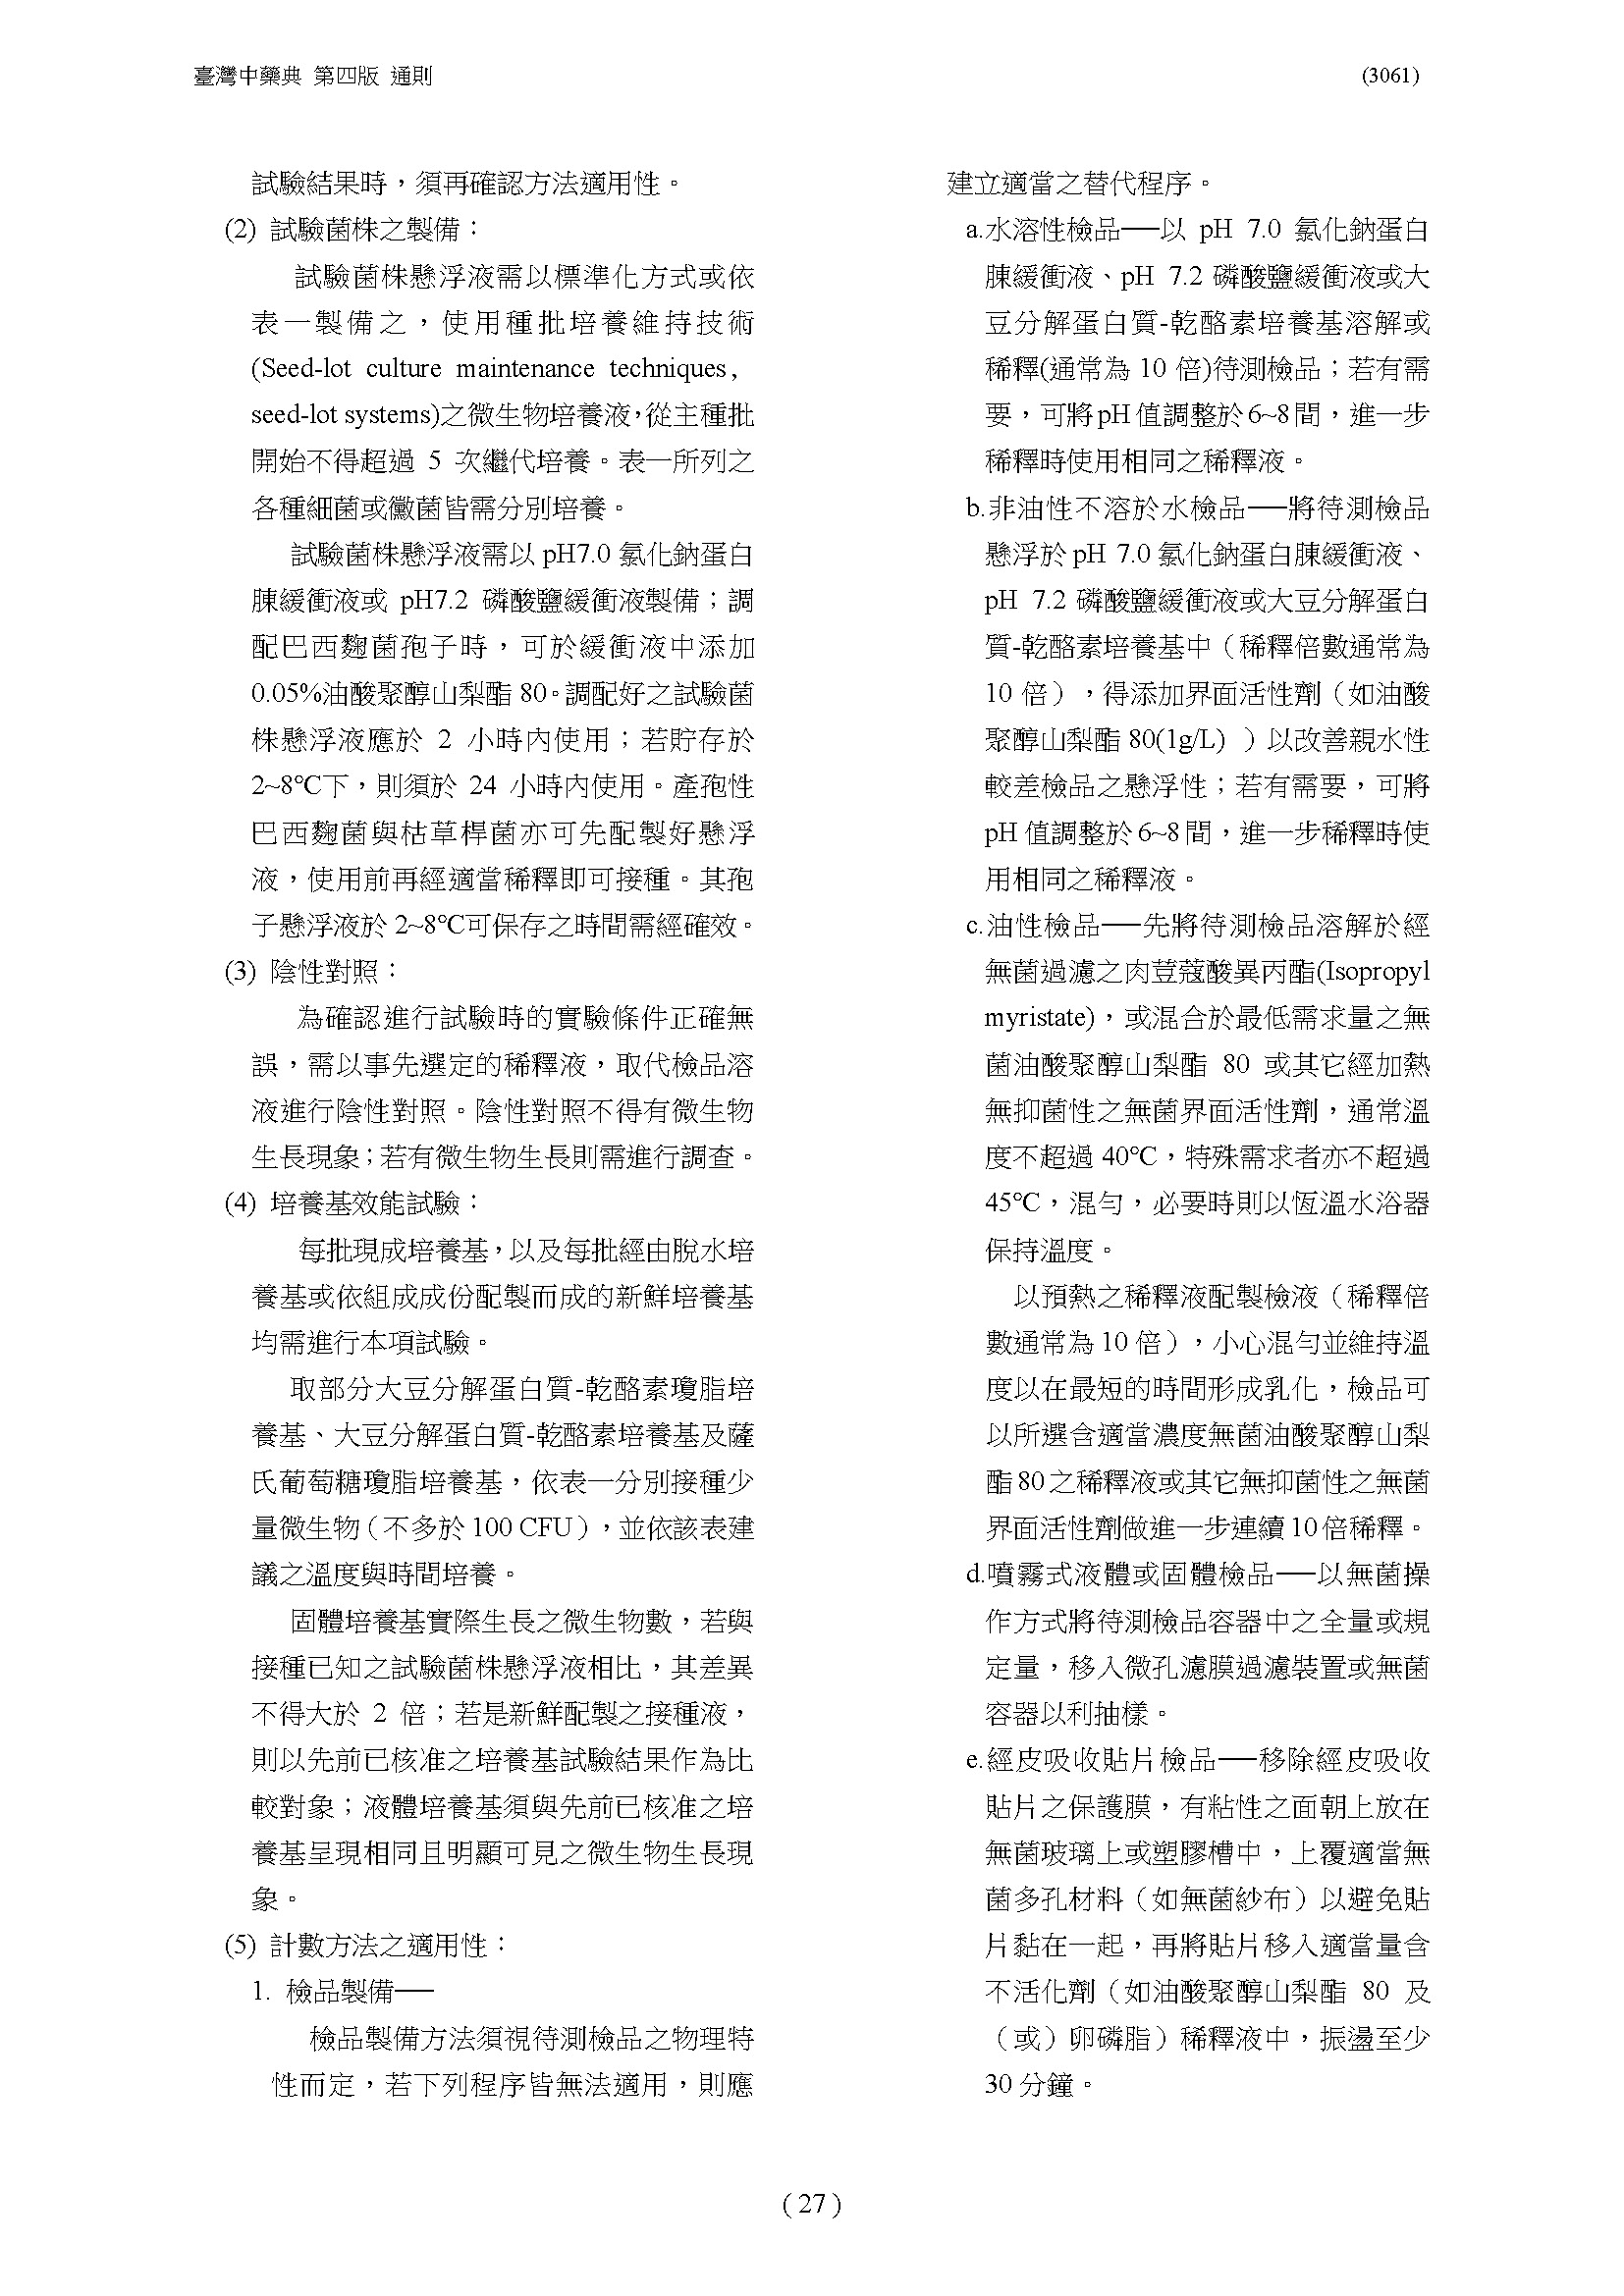 臺灣中藥典 第四版 通則
(3061)
試驗結果時，須再確認方法適用性。
(2) 試驗菌株之製備：
試驗菌株懸浮液需以標準化方式或依
表一製備之，使用種批培養維持技術
(Seed-lot culture maintenance techniques，
seed-lot systems)之微生物培養液，從主種批
開始不得超過 5 次繼代培養。表一所列之
各種細菌或黴菌皆需分別培養。
試驗菌株懸浮液需以 pH7.0 氯化鈉蛋白
腖緩衝液或 pH7.2 磷酸鹽緩衝液製備；調
配巴西麴菌孢子時，可於緩衝液中添加
0.05%油酸聚醇山梨酯 80。調配好之試驗菌
株懸浮液應於 2 小時內使用；若貯存於
2~8℃下，則須於 24 小時內使用。產孢性
巴西麴菌與枯草桿菌亦可先配製好懸浮
液，使用前再經適當稀釋即可接種。其孢
子懸浮液於 2~8℃可保存之時間需經確效。
(3) 陰性對照：
為確認進行試驗時的實驗條件正確無
誤，需以事先選定的稀釋液，取代檢品溶
液進行陰性對照。陰性對照不得有微生物
生長現象；若有微生物生長則需進行調查。
(4) 培養基效能試驗：
每批現成培養基，以及每批經由脫水培
養基或依組成成份配製而成的新鮮培養基
均需進行本項試驗。
取部分大豆分解蛋白質-乾酪素瓊脂培
養基、大豆分解蛋白質-乾酪素培養基及薩
氏葡萄糖瓊脂培養基，依表一分別接種少
量微生物（不多於 100 CFU），並依該表建
議之溫度與時間培養。
固體培養基實際生長之微生物數，若與
接種已知之試驗菌株懸浮液相比，其差異
不得大於 2 倍；若是新鮮配製之接種液，
則以先前已核准之培養基試驗結果作為比
較對象；液體培養基須與先前已核准之培
養基呈現相同且明顯可見之微生物生長現
象。
(5) 計數方法之適用性：
1. 檢品製備──
檢品製備方法須視待測檢品之物理特
性而定，若下列程序皆無法適用，則應
建立適當之替代程序。
a.水溶性檢品──以 pH 7.0 氯化鈉蛋白
腖緩衝液、pH 7.2 磷酸鹽緩衝液或大
豆分解蛋白質-乾酪素培養基溶解或
稀釋(通常為 10 倍)待測檢品；若有需
要，可將 pH 值調整於 6~8 間，進一步
稀釋時使用相同之稀釋液。
b.非油性不溶於水檢品──將待測檢品
懸浮於 pH 7.0 氯化鈉蛋白腖緩衝液、
pH 7.2 磷酸鹽緩衝液或大豆分解蛋白
質-乾酪素培養基中（稀釋倍數通常為
10 倍），得添加界面活性劑（如油酸
聚醇山梨酯 80(1g/L) ）以改善親水性
較差檢品之懸浮性；若有需要，可將
pH 值調整於 6~8 間，進一步稀釋時使
用相同之稀釋液。
c.油性檢品──先將待測檢品溶解於經
無菌過濾之肉荳蔻酸異丙酯(Isopropyl
myristate)，或混合於最低需求量之無
菌油酸聚醇山梨酯 80 或其它經加熱
無抑菌性之無菌界面活性劑，通常溫
度不超過 40℃，特殊需求者亦不超過
45℃，混勻，必要時則以恆溫水浴器
保持溫度。
以預熱之稀釋液配製檢液（稀釋倍
數通常為 10 倍），小心混勻並維持溫
度以在最短的時間形成乳化，檢品可
以所選含適當濃度無菌油酸聚醇山梨
酯 80 之稀釋液或其它無抑菌性之無菌
界面活性劑做進一步連續 10 倍稀釋。
d.噴霧式液體或固體檢品──以無菌操
作方式將待測檢品容器中之全量或規
定量，移入微孔濾膜過濾裝置或無菌
容器以利抽樣。
e.經皮吸收貼片檢品──移除經皮吸收
貼片之保護膜，有粘性之面朝上放在
無菌玻璃上或塑膠槽中，上覆適當無
菌多孔材料（如無菌紗布）以避免貼
片黏在一起，再將貼片移入適當量含
不活化劑（如油酸聚醇山梨酯 80 及
（或）卵磷脂）稀釋液中，振盪至少
30 分鐘。
( 27 )